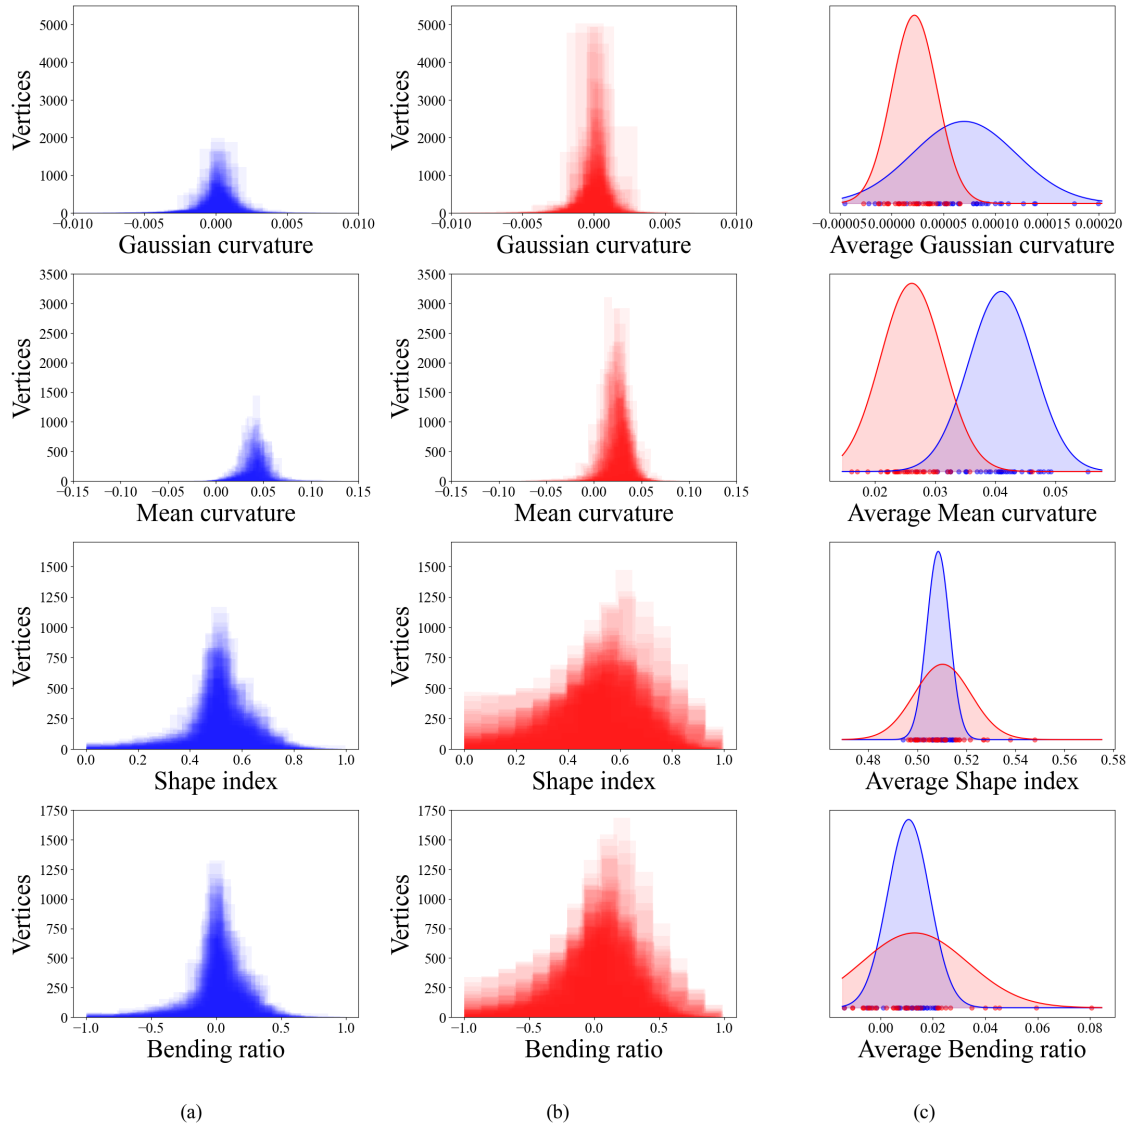 5000
4000
3000
2000
1000
0
Vertices
−0.010 −0.005 0.000 0.005 0.010
Gaussian curvature
5000
4000
3000
2000
1000
0
Vertices
−0.010 −0.005 0.000 0.005 0.010
Gaussian curvature
−0.00005 0.00000 0.00005 0.00010 0.00015 0.00020
Average Gaussian curvature
3500
3000
2500
2000
1500
1000
500
0
Vertices
−0.15 −0.10 −0.05 0.00 0.05 0.10 0.15
Mean curvature
3500
3000
2500
2000
1500
1000
500
0
Vertices
−0.15 −0.10 −0.05 0.00 0.05 0.10 0.15
Mean curvature
0.02 0.03 0.04 0.05
Average Mean curvature
1500
1250
1000
750
500
250
0
Vertices
0.0 0.2 0.4 0.6 0.8 1.0
Shape index
1500
1250
1000
750
500
250
0
Vertices
0.0 0.2 0.4 0.6 0.8 1.0
Shape index
0.48 0.50 0.52 0.54 0.56 0.58
Average Shape index
1750
1500
1250
1000
750
500
250
0
Vertices
−1.0 −0.5 0.0 0.5 1.0
Bending ratio
1750
1500
1250
1000
750
500
250
0
Vertices
−1.0 −0.5 0.0 0.5 1.0
Bending ratio
0.00 0.02 0.04 0.06 0.08
Average Bending ratio
(a) (b) (c)